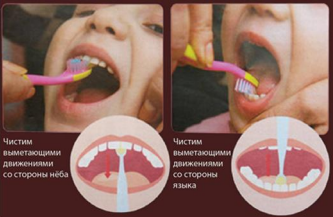 Чистим
выметающими
движениями
со стороны нёба
Чистим
выметающими
движениями
со стороны
языка